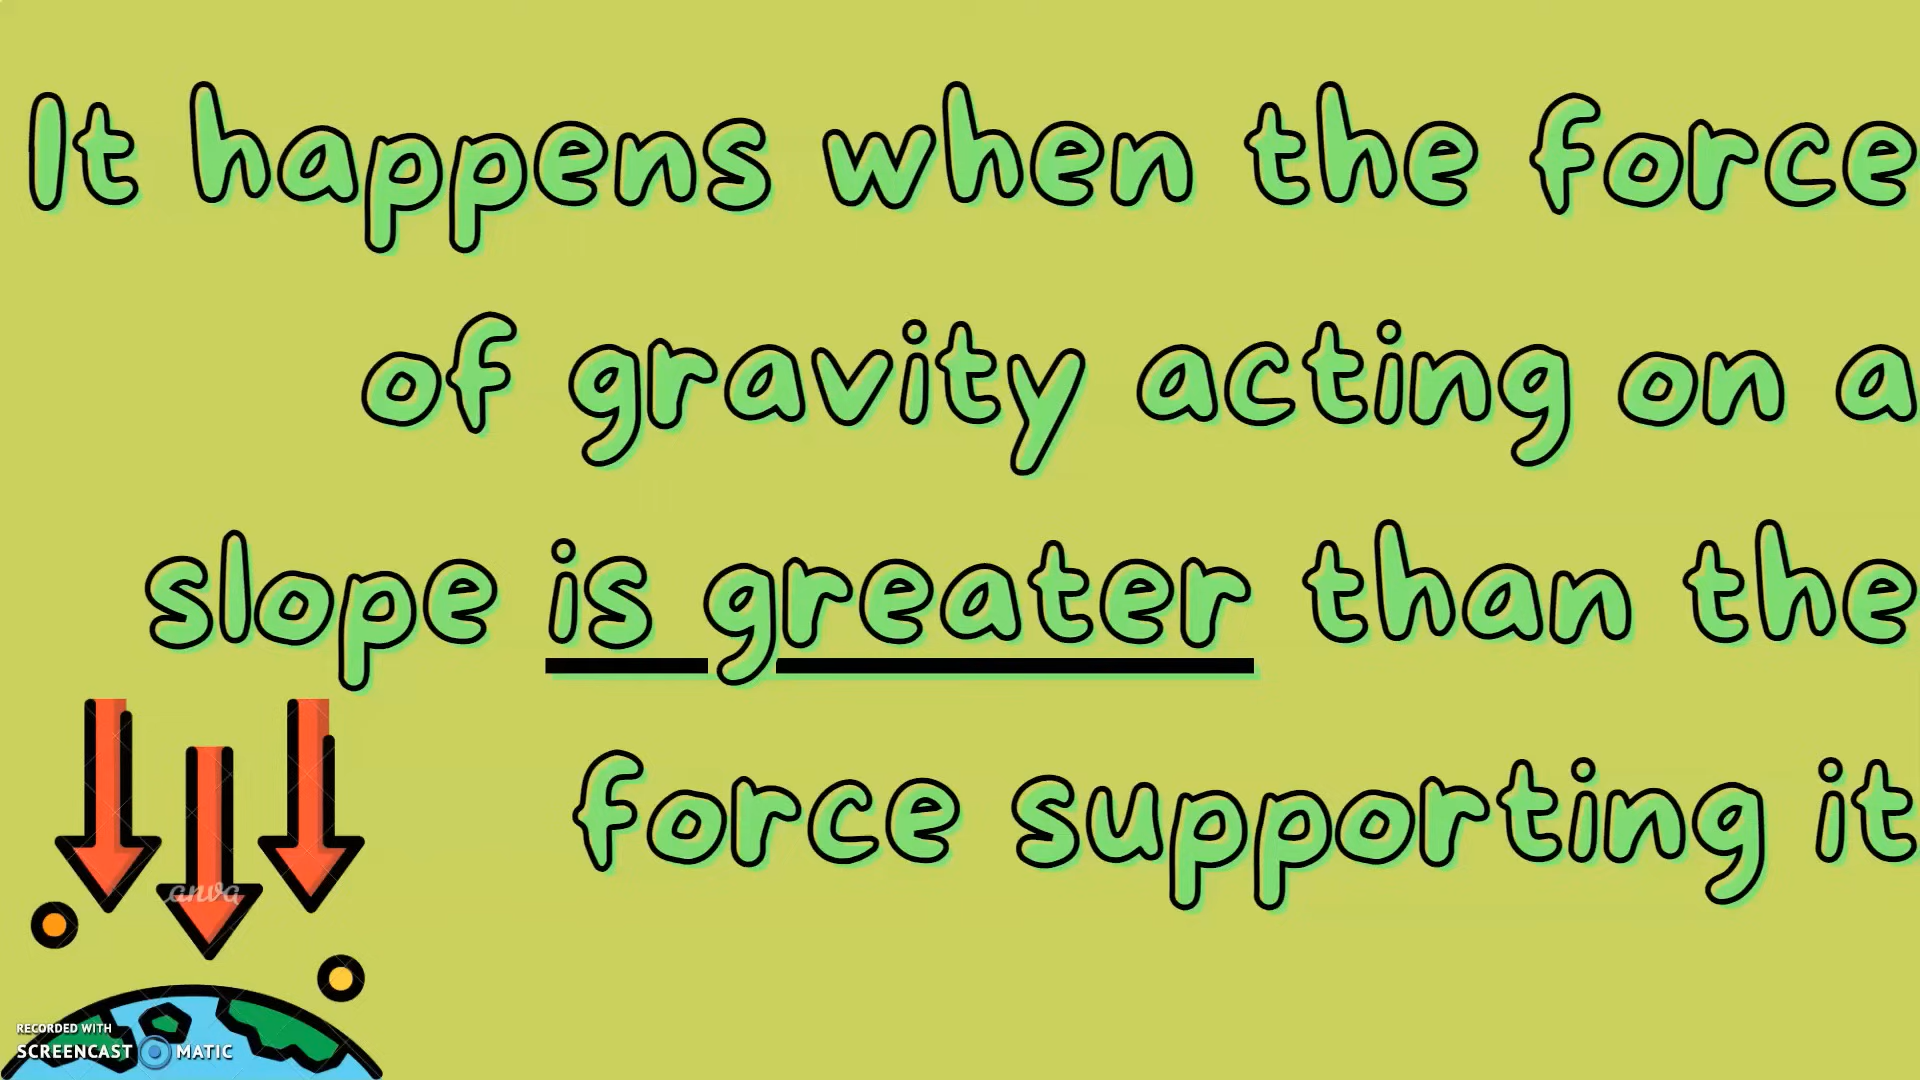 It happens when the force
of gravity acting on a
slope is greater than the
force supporting it
anva
RECORDED WITH
SCREENCAST MATIC